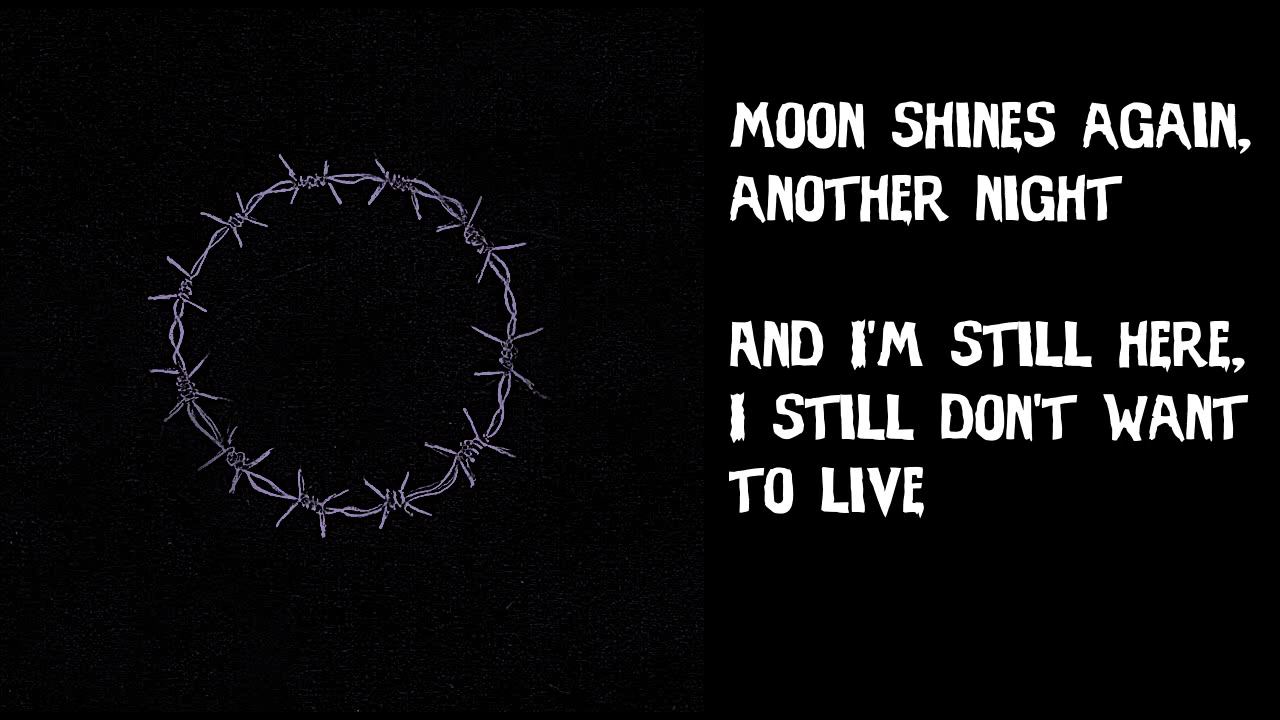 MOON SHINES AGAIN,
ANOTHER NIGHT
AND I'M STILL HERE,
I STILL DON'T WANT
TO LIVE